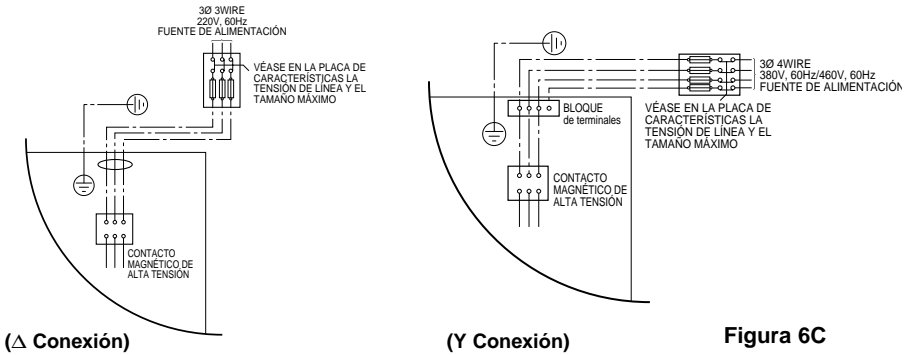 3Ø 3WIRE
220V, 60Hz
FUENTE DE ALIMENTACIÓN
VÉASE EN LA PLACA DE
CARACTERÍSTICAS LA
TENSIÓN DE LÍNEA Y EL
TAMAÑO MÁXIMO
CONTACTO
MAGNÉTICO DE
ALTA TENSIÓN
(Δ Conexión)
3Ø 4WIRE
380V, 60Hz/460V, 60Hz
FUENTE DE ALIMENTACIÓN
VÉASE EN LA PLACA DE
CARACTERÍSTICAS LA
TENSIÓN DE LÍNEA Y EL
TAMAÑO MÁXIMO
BLOQUE
de terminales
CONTACTO
MAGNÉTICO DE
ALTA TENSIÓN
(Y Conexión)
Figura 6C